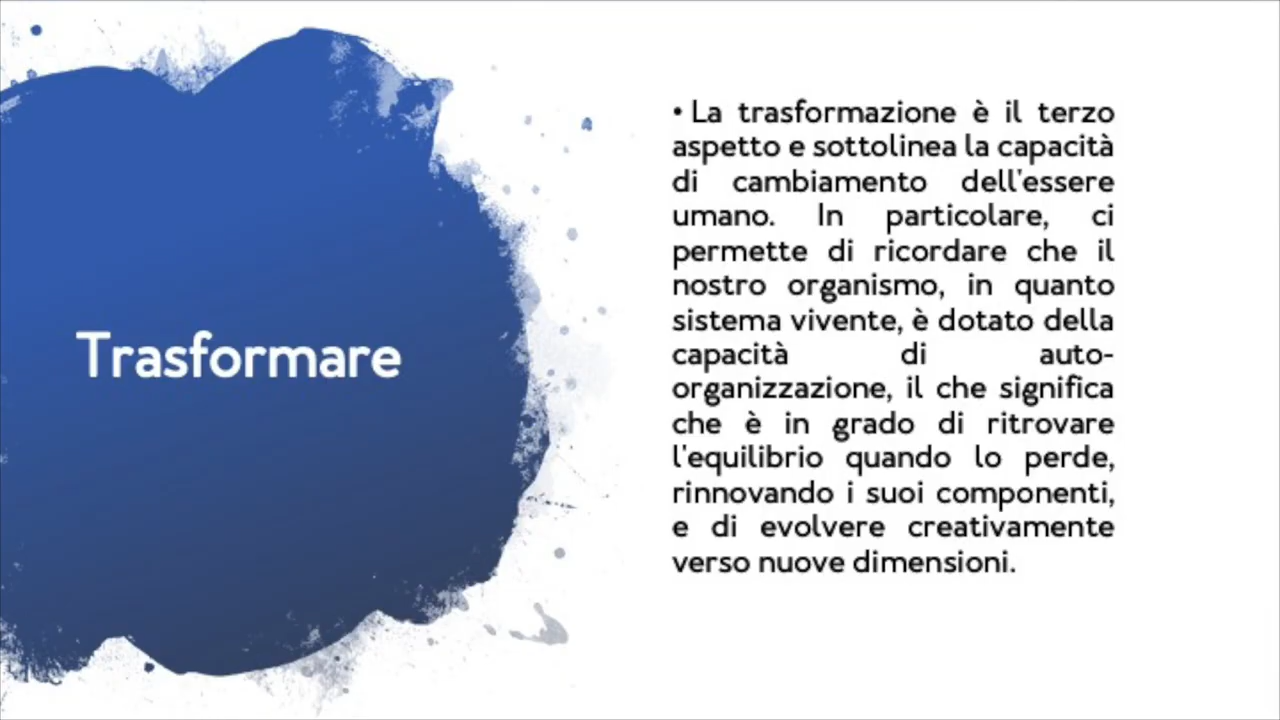 Trasformare
• La trasformazione è il terzo
aspetto e sottolinea la capacità
di cambiamento dell'essere
umano. In particolare, ci
permette di ricordare che il
nostro organismo, in quanto
sistema vivente, è dotato della
capacità di auto-
organizzazione, il che significa
che è in grado di ritrovare
l'equilibrio quando lo perde,
rinnovando i suoi componenti,
e di evolvere creativamente
verso nuove dimensioni.